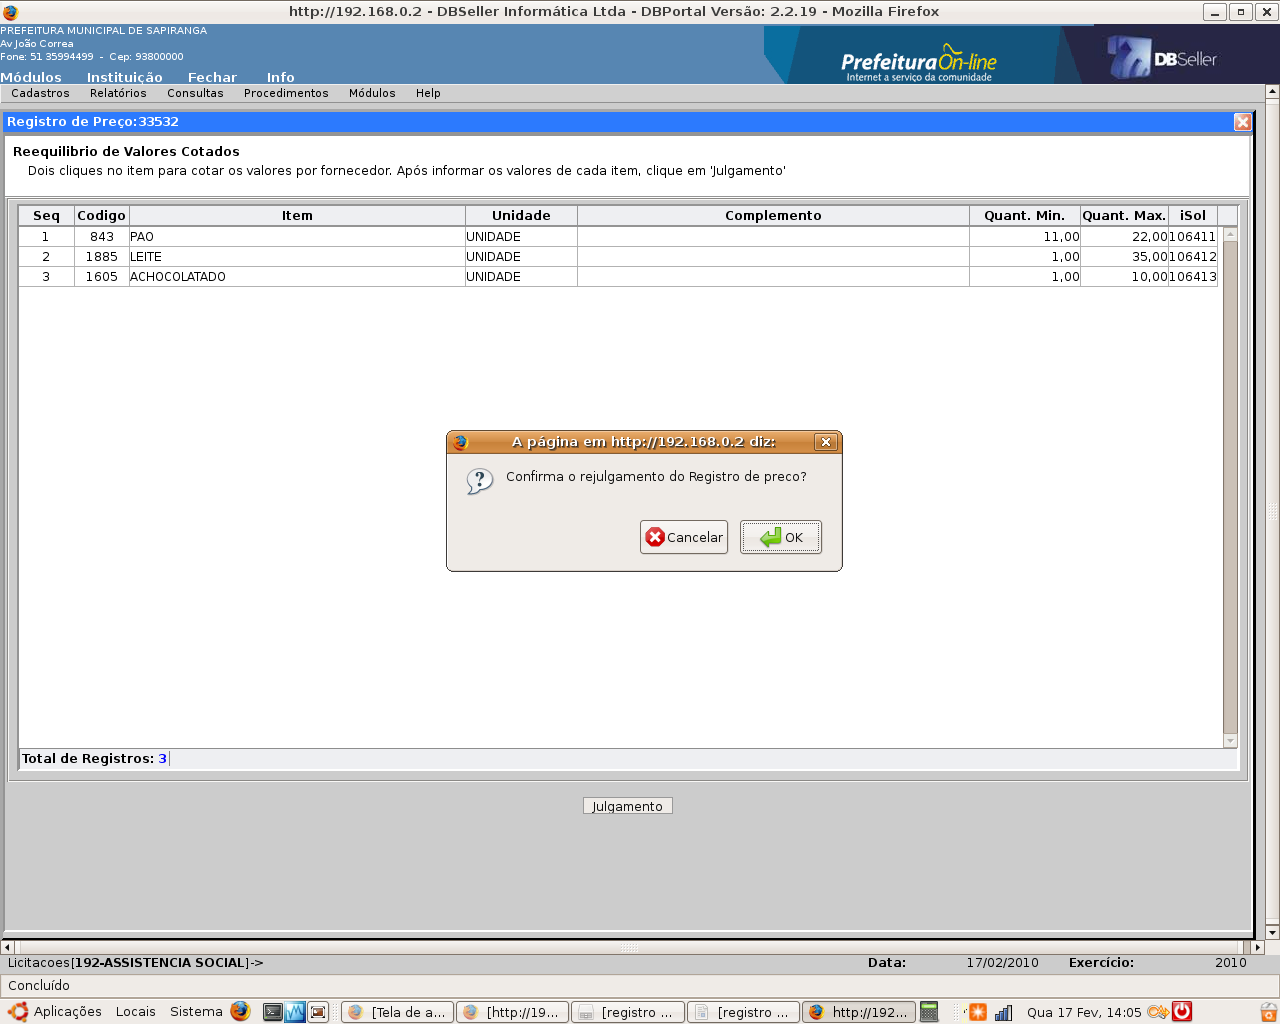 http://192.168.0.2 - DBSeller Informática Ltda - DBPortal Versão: 2.2.19 - Mozilla Firefox
PREFEITURA MUNICIPAL DE SAPIRANGA
Av João Correa
Fone: 51 35994499 - Cep: 93800000
PrefeituraOn-line
Internet a serviço da comunidade
DBSeller
Módulos Instituição Fechar Info
Cadastros Relatórios Consultas Procedimentos Módulos Help
Registro de Preço:33532
Reequilibrio de Valores Cotados
Dois cliques no item para cotar os valores por fornecedor. Após informar os valores de cada item, clique em 'Julgamento'
Seq Codigo Item Unidade Complemento Quant. Min. Quant. Max. iSol
1 843 PAO UNIDADE 11,00 22,00 106411
2 1885 LEITE UNIDADE 1,00 35,00 106412
3 1605 ACHOCOLATADO UNIDADE 1,00 10,00 106413
A página em http://192.168.0.2 diz:
Confirma o rejulgamento do Registro de preco?
Cancelar OK
Total de Registros: 3
Julgamento
Licitacoes[192-ASSISTENCIA SOCIAL]-> Data: 17/02/2010 Exercício: 2010
Concluído
Aplicações Locais Sistema [Tela de a... [http://19... [registro ... [registro ... http://192... Qua 17 Fev, 14:05